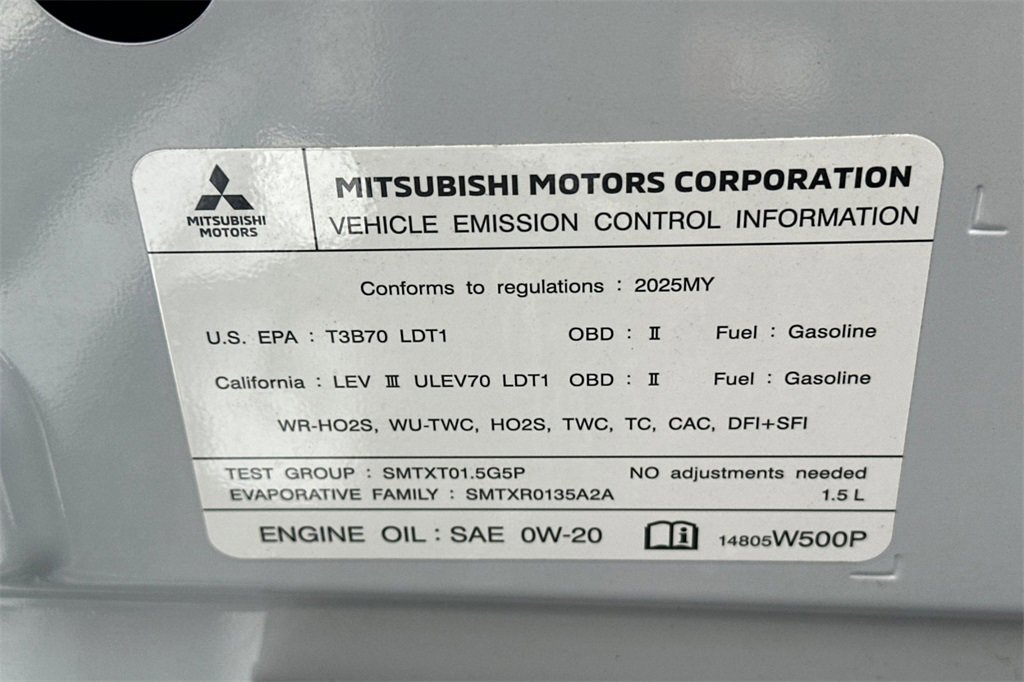 MITSUBISHI
MOTORS
MITSUBISHI MOTORS CORPORATION
VEHICLE EMISSION CONTROL INFORMATION
Conforms to regulations : 2025MY
U.S. EPA : T3B70 LDT1 OBD : Ⅱ Fuel : Gasoline
California : LEV Ⅲ ULEV70 LDT1 OBD : Ⅱ Fuel : Gasoline
WR-HO2S, WU-TWC, HO2S, TWC, TC, CAC, DFI+SFI
TEST GROUP : SMTXT01.5G5P NO adjustments needed
EVAPORATIVE FAMILY : SMTXR0135A2A 1.5 L
ENGINE OIL : SAE 0W-20 14805W500P